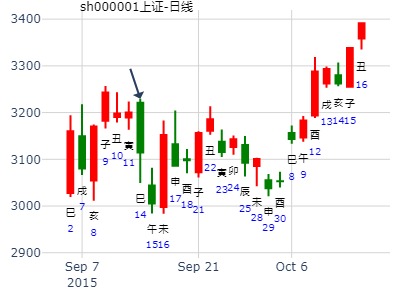 sh000001上证-日线
3400
3300
3200
3100
3000
2900
巳 2
戌 7
亥 8
子 9
丑 10
寅 11
巳 14
午 15
未 16
申 17
酉 18
子 21
丑 22
寅 23
卯 24
辰 25
未 28
申 29
酉 30
巳 8
午 9
酉 12
戌 13
亥 14
子 15
丑 16
Sep 7
2015
Sep 21
Oct 6